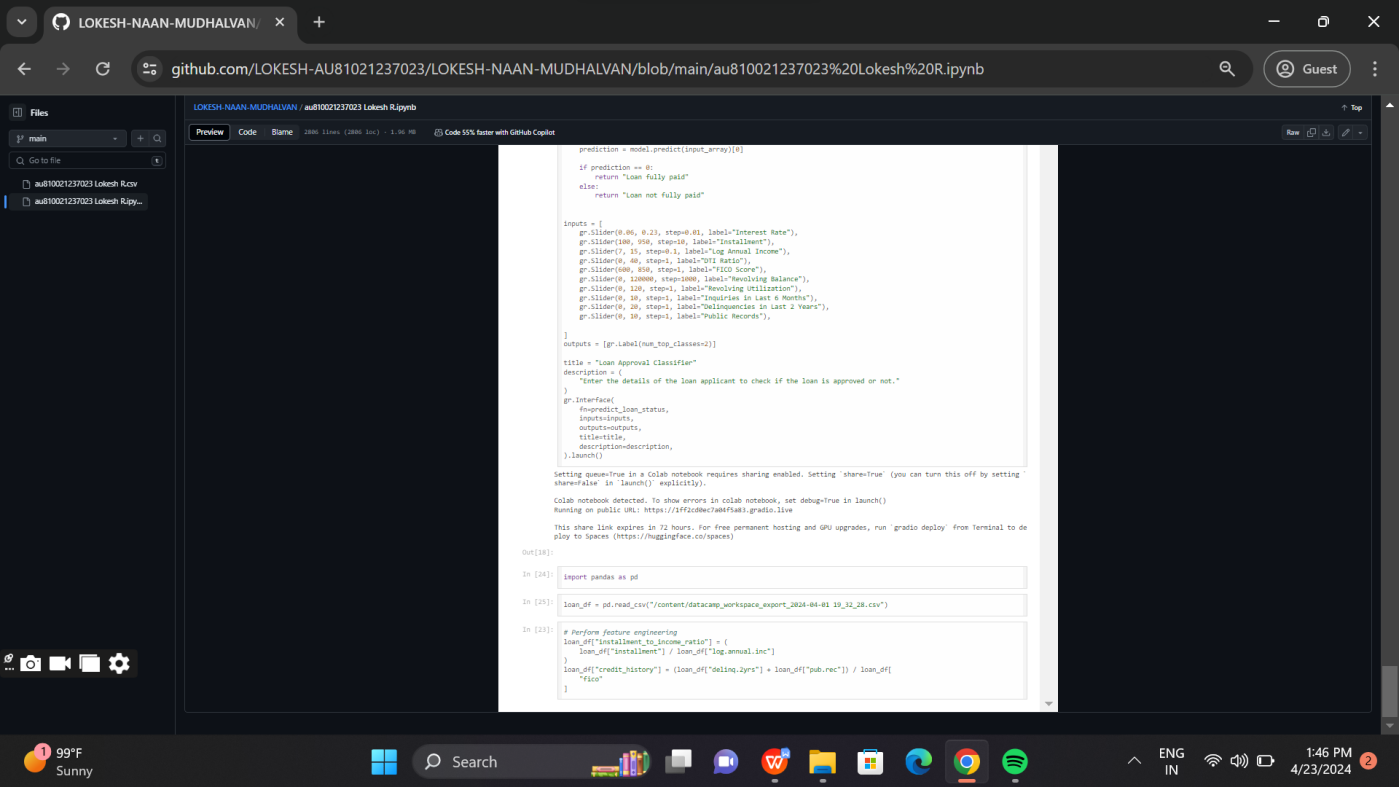 LOKESH-NAAN-MUDHALVAN/
github.com/LOKESH-AU81021237023/LOKESH-NAAN-MUDHALVAN/blob/main/au810021237023%20Lokesh%20R.ipynb
Guest
Files
main
Go to file
t
au810021237023 Lokesh R.csv
au810021237023 Lokesh R.ipy...
LOKESH-NAAN-MUDHALVAN / au810021237023 Lokesh R.ipynb
Top
Preview
Code
Blame
2806 lines (2806 loc) · 1.96 MB
Code 55% faster with GitHub Copilot
Raw
prediction = model.predict(input_array)[0]
if prediction == 0:
return "Loan fully paid"
else:
return "Loan not fully paid"
inputs = [
gr.Slider(0.06, 0.23, step=0.01, label="Interest Rate"),
gr.Slider(100, 950, step=10, label="Installment"),
gr.Slider(7, 15, step=0.1, label="Log Annual Income"),
gr.Slider(0, 40, step=1, label="DTI Ratio"),
gr.Slider(600, 850, step=1, label="FICO Score"),
gr.Slider(0, 120000, step=1000, label="Revolving Balance"),
gr.Slider(0, 120, step=1, label="Revolving Utilization"),
gr.Slider(0, 10, step=1, label="Inquiries in Last 6 Months"),
gr.Slider(0, 20, step=1, label="Delinquencies in Last 2 Years"),
gr.Slider(0, 10, step=1, label="Public Records"),
]
outputs = [gr.Label(num_top_classes=2)]
title = "Loan Approval Classifier"
description = (
"Enter the details of the loan applicant to check if the loan is approved or not."
)
gr.Interface(
fn=predict_loan_status,
inputs=inputs,
outputs=outputs,
title=title,
description=description,
).launch()
Setting queue=True in a Colab notebook requires sharing enabled. Setting `share=True` (you can turn this off by setting `
share=False` in `launch()` explicitly).
Colab notebook detected. To show errors in colab notebook, set debug=True in launch()
Running on public URL: https://1ff2cd0ec7a04f5a83.gradio.live
This share link expires in 72 hours. For free permanent hosting and GPU upgrades, run `gradio deploy` from Terminal to de
ploy to Spaces (https://huggingface.co/spaces)
Out[18]:
In [24]:
import pandas as pd
In [25]:
loan_df = pd.read_csv("/content/datacamp_workspace_export_2024-04-01 19_32_28.csv")
In [23]:
# Perform feature engineering
loan_df["installment_to_income_ratio"] = (
loan_df["installment"] / loan_df["log.annual.inc"]
)
loan_df["credit_history"] = (loan_df["delinq.2yrs"] + loan_df["pub.rec"]) / loan_df[
"fico"
]
1
99°F
Sunny
Search
W
ENG
IN
1:46 PM
4/23/2024
2